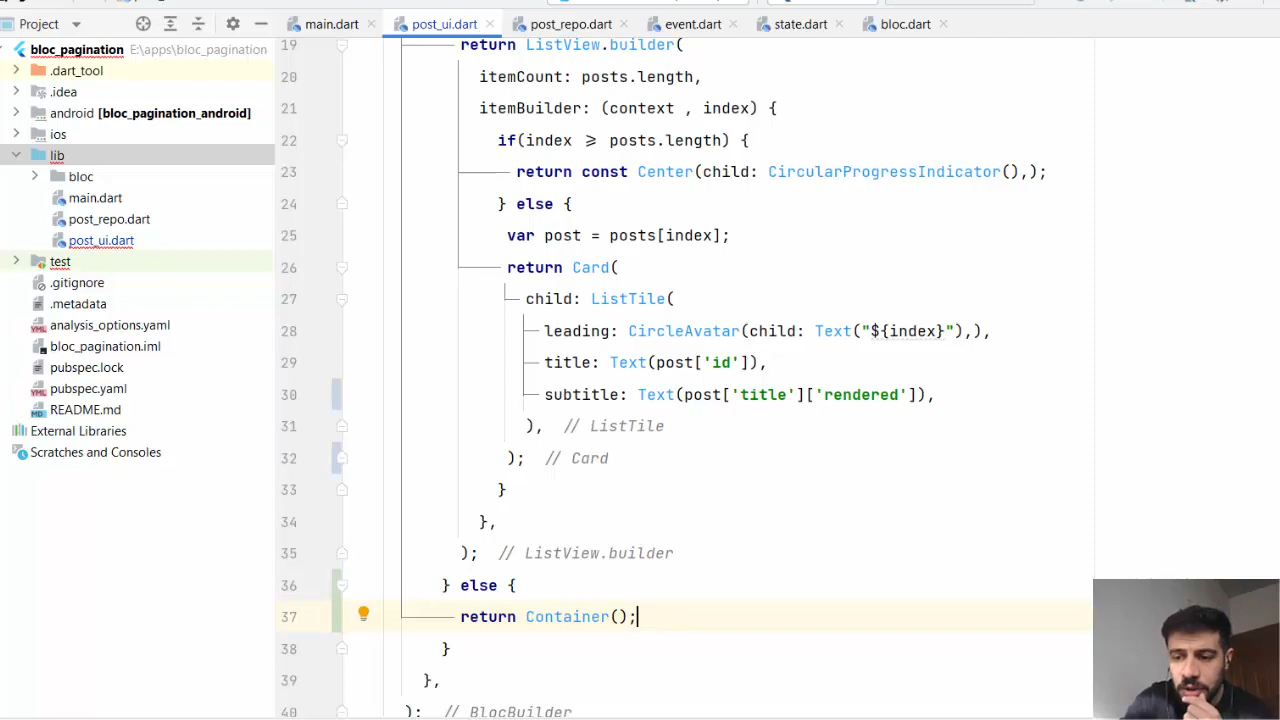 Project
main.dart
post_ui.dart
post_repo.dart
event.dart
state.dart
bloc.dart
bloc_pagination E:\apps\bloc_pagination
.dart_tool
.idea
android [bloc_pagination_android]
ios
lib
bloc
main.dart
post_repo.dart
post_ui.dart
test
.gitignore
.metadata
analysis_options.yaml
bloc_pagination.iml
pubspec.lock
pubspec.yaml
README.md
External Libraries
Scratches and Consoles
19 return ListView.builder(
20 itemCount: posts.length,
21 itemBuilder: (context , index) {
22 if(index >= posts.length) {
23 return const Center(child: CircularProgressIndicator(),);
24 } else {
25 var post = posts[index];
26 return Card(
27 child: ListTile(
28 leading: CircleAvatar(child: Text("${index}"),),
29 title: Text(post['id']),
30 subtitle: Text(post['title']['rendered']),
31 ), // ListTile
32 ); // Card
33 }
34 },
35 ); // ListView.builder
36 } else {
37 return Container();
38 }
39 },
40 ); // BlocBuilder